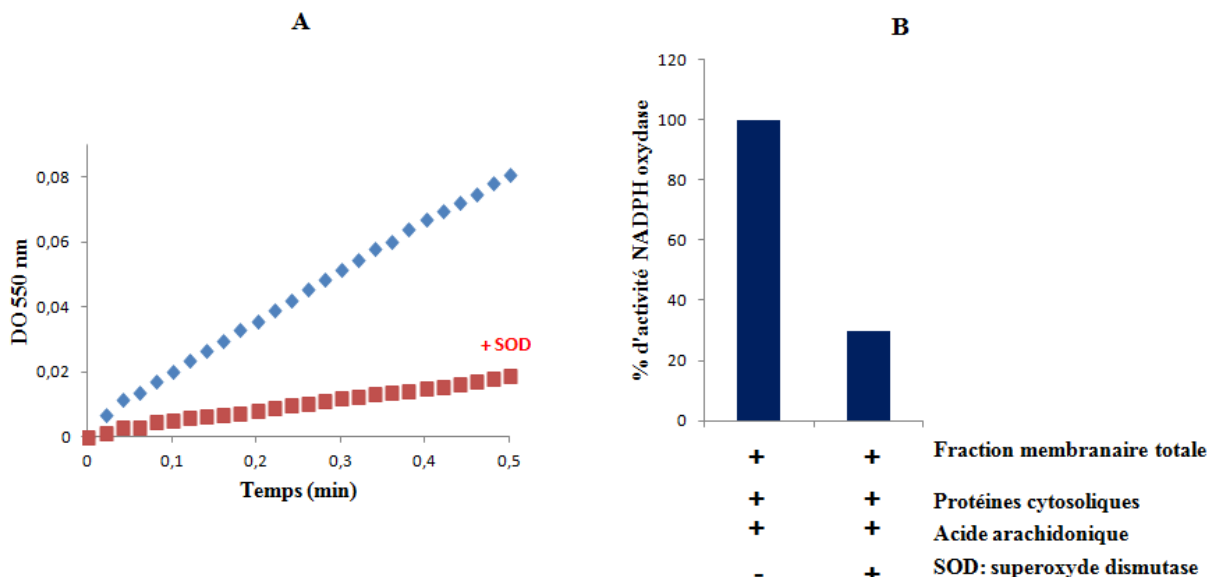 A
DO 550 nm
0,08
0,06
0,04
0,02
0
+ SOD
0
0,1
0,2
0,3
0,4
0,5
Temps (min)
B
% d'activité NADPH oxydase
120
100
80
60
40
20
0
+ + Fraction membranaire totale
+ + Protéines cytosoliques
+ + Acide arachidonique
- + SOD: superoxyde dismutase